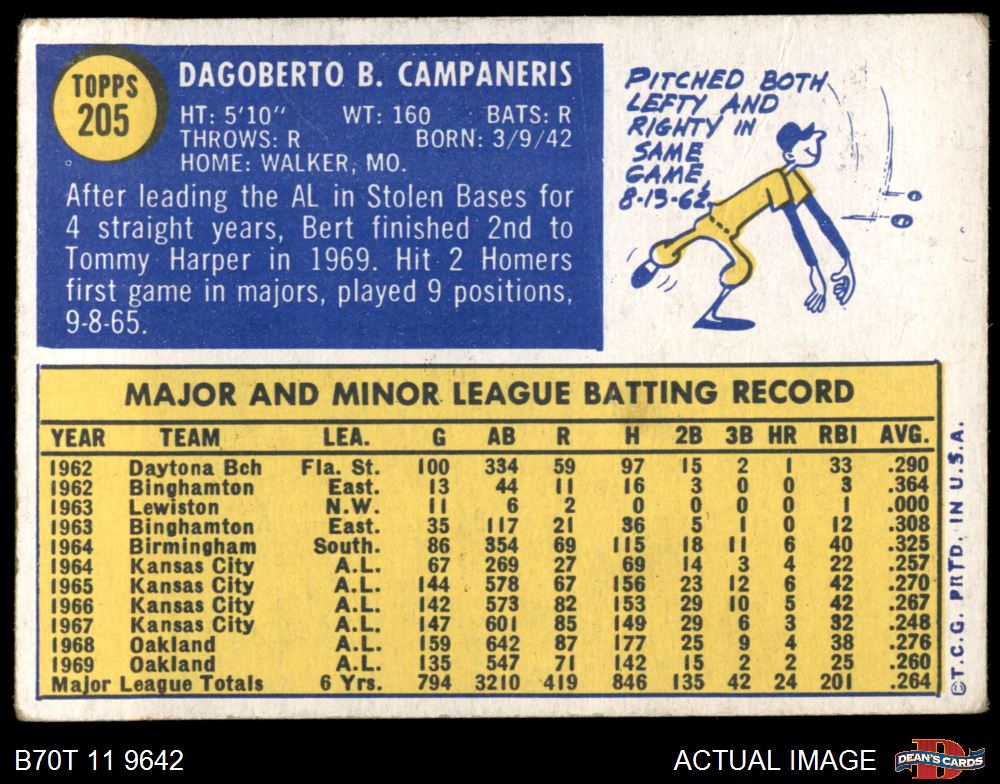 TOPPS
205
DAGOBERTO B. CAMPANERIS
HT: 5'10" WT: 160 BATS: R
THROWS: R BORN: 3/9/42
HOME: WALKER, MO.
After leading the AL in Stolen Bases for
4 straight years, Bert finished 2nd to
Tommy Harper in 1969. Hit 2 Homers
first game in majors, played 9 positions,
9-8-65.
PITCHED BOTH
LEFTY AND
RIGHTY IN
SAME
GAME,
8-13-62.
MAJOR AND MINOR LEAGUE BATTING RECORD
YEAR TEAM LEA. G AB R H 2B 3B HR RBI AVG.
1962 Daytona Bch Fla. St. 100 334 59 97 15 2 1 33 .290
1962 Binghamton East. 13 44 11 16 3 0 0 3 .364
1963 Lewiston N.W. 11 6 2 0 0 0 0 1 .000
1963 Binghamton East. 35 117 21 36 5 1 0 12 .308
1964 Birmingham South. 86 354 69 115 18 11 6 40 .325
1964 Kansas City A.L. 67 269 27 69 14 3 4 22 .257
1965 Kansas City A.L. 144 578 67 156 23 12 6 42 .270
1966 Kansas City A.L. 142 573 82 153 29 10 5 42 .267
1967 Kansas City A.L. 147 601 85 149 29 6 3 32 .248
1968 Oakland A.L. 159 642 87 177 25 9 4 38 .276
1969 Oakland A.L. 135 547 71 142 15 2 2 25 .260
Major League Totals 6 Yrs. 794 3210 419 846 135 42 24 201 .264
©T.C.G. PRTD. IN U.S.A.
B70T 11 9642
ACTUAL IMAGE
DEAN'S CARDS